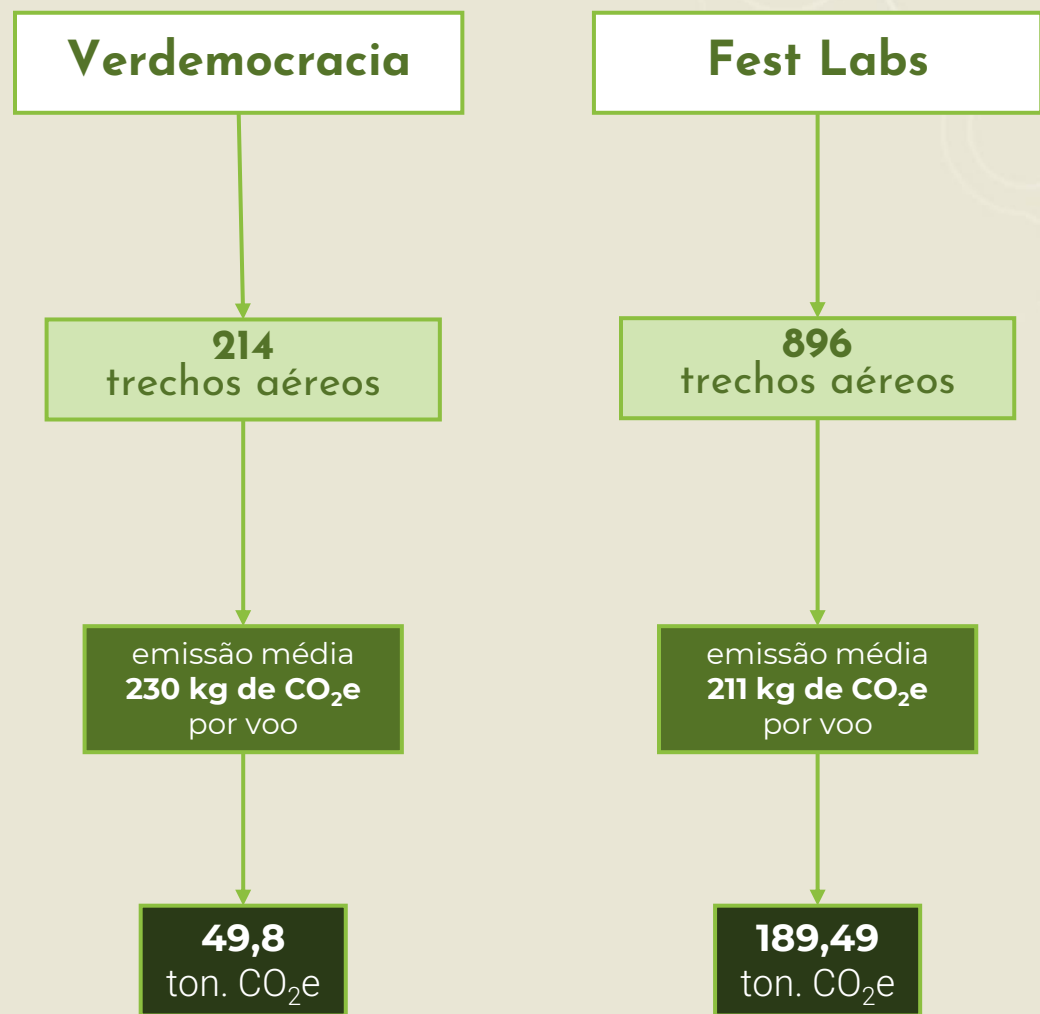 Verdemocracia
214
trechos aéreos
emissão média
230 kg de CO₂e
por voo
49,8
ton. CO₂e
Fest Labs
896
trechos aéreos
emissão média
211 kg de CO₂e
por voo
189,49
ton. CO₂e